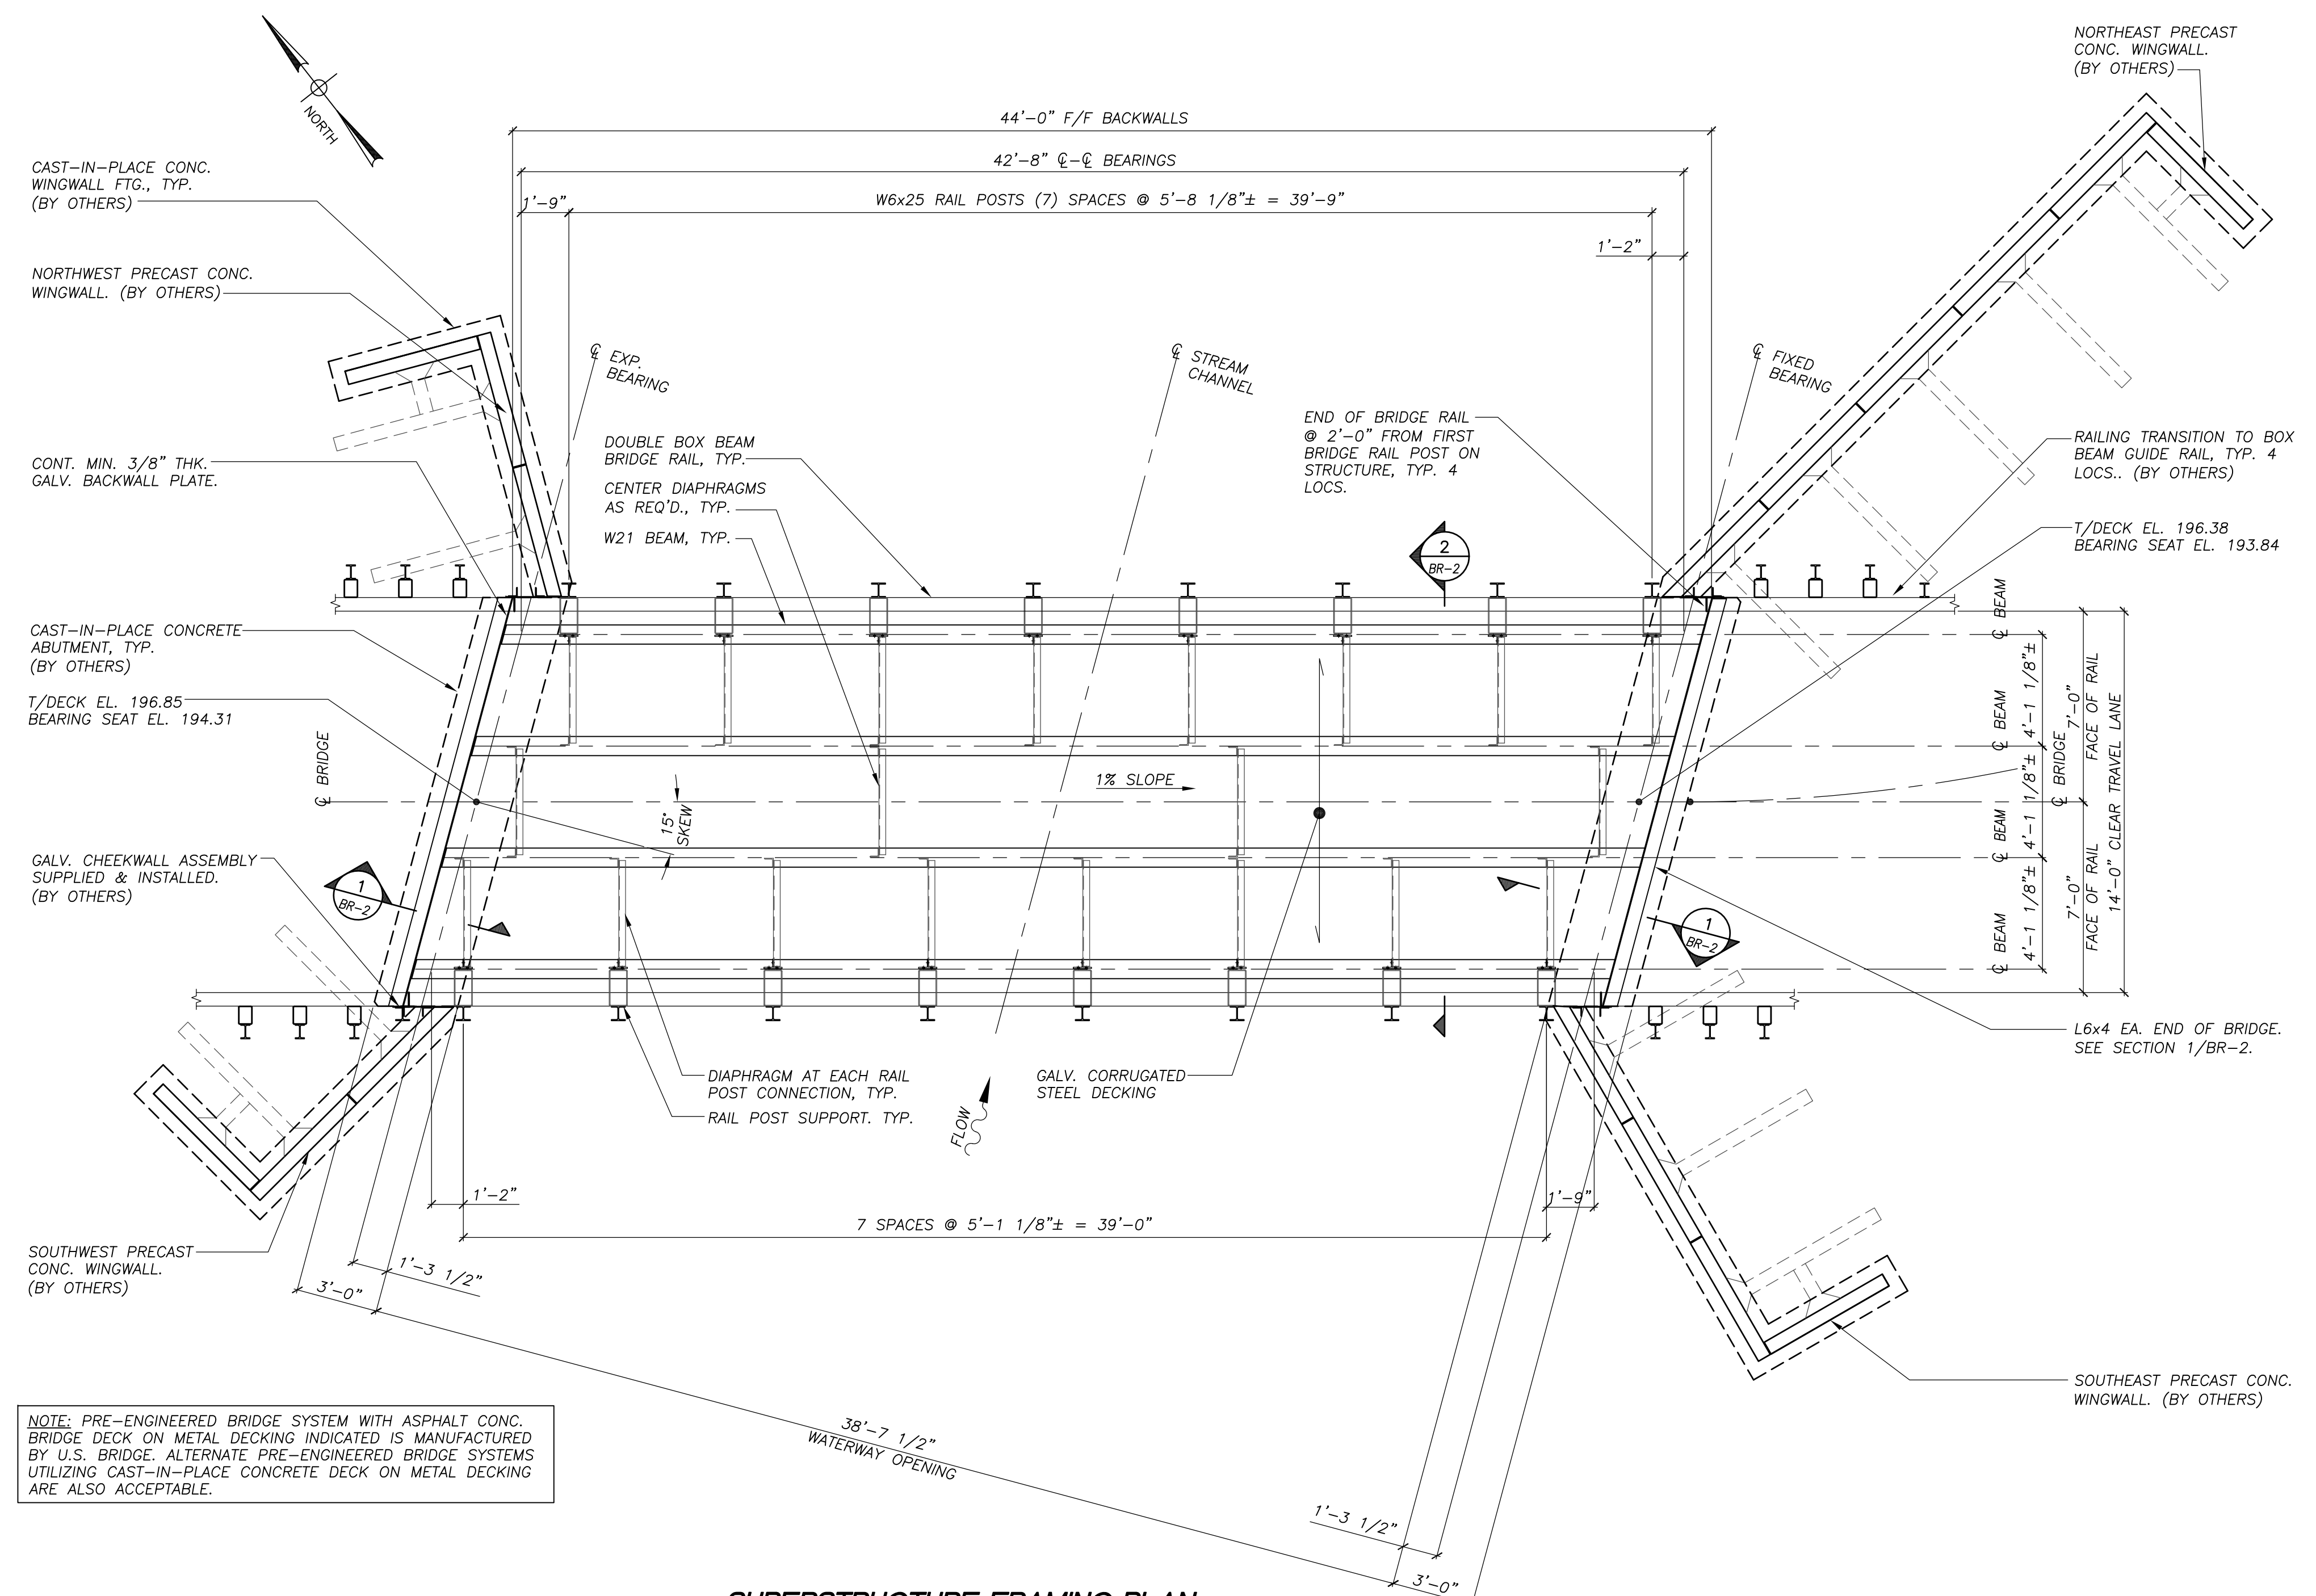 NORTH
NORTHEAST PRECAST
CONC. WINGWALL.
(BY OTHERS)
44'-0" F/F BACKWALLS
42'-8" ℄-℄ BEARINGS
W6x25 RAIL POSTS (7) SPACES @ 5'-8 1/8"± = 39'-9"
1'-9"
1'-2"
CAST-IN-PLACE CONC.
WINGWALL FTG., TYP.
(BY OTHERS)
NORTHWEST PRECAST CONC.
WINGWALL. (BY OTHERS)
℄ EXP.
BEARING
℄ STREAM
CHANNEL
℄ FIXED
BEARING
CONT. MIN. 3/8" THK.
GALV. BACKWALL PLATE.
DOUBLE BOX BEAM
BRIDGE RAIL, TYP.
CENTER DIAPHRAGMS
AS REQ'D., TYP.
W21 BEAM, TYP.
END OF BRIDGE RAIL
@ 2'-0" FROM FIRST
BRIDGE RAIL POST ON
STRUCTURE, TYP. 4
LOCS.
2
BR-2
RAILING TRANSITION TO BOX
BEAM GUIDE RAIL, TYP. 4
LOCS.. (BY OTHERS)
T/DECK EL. 196.38
BEARING SEAT EL. 193.84
CAST-IN-PLACE CONCRETE
ABUTMENT, TYP.
(BY OTHERS)
T/DECK EL. 196.85
BEARING SEAT EL. 194.31
℄ BRIDGE
15°
SKEW
1% SLOPE
℄ BEAM
℄ BEAM
℄ BEAM
℄ BEAM
4'-1 1/8"±
4'-1 1/8"±
4'-1 1/8"±
℄ BRIDGE
7'-0"
FACE OF RAIL
7'-0"
FACE OF RAIL
14'-0" CLEAR TRAVEL LANE
GALV. CHEEKWALL ASSEMBLY
SUPPLIED & INSTALLED.
(BY OTHERS)
1
BR-2
1
BR-2
L6x4 EA. END OF BRIDGE.
SEE SECTION 1/BR-2.
DIAPHRAGM AT EACH RAIL
POST CONNECTION, TYP.
RAIL POST SUPPORT. TYP.
FLOW
GALV. CORRUGATED
STEEL DECKING
1'-2"
1'-9"
7 SPACES @ 5'-1 1/8"± = 39'-0"
SOUTHWEST PRECAST
CONC. WINGWALL.
(BY OTHERS)
1'-3 1/2"
3'-0"
38'-7 1/2"
WATERWAY OPENING
1'-3 1/2"
3'-0"
SOUTHEAST PRECAST CONC.
WINGWALL. (BY OTHERS)
NOTE: PRE-ENGINEERED BRIDGE SYSTEM WITH ASPHALT CONC.
BRIDGE DECK ON METAL DECKING INDICATED IS MANUFACTURED
BY U.S. BRIDGE. ALTERNATE PRE-ENGINEERED BRIDGE SYSTEMS
UTILIZING CAST-IN-PLACE CONCRETE DECK ON METAL DECKING
ARE ALSO ACCEPTABLE.
SUPERSTRUCTURE FRAMING PLAN